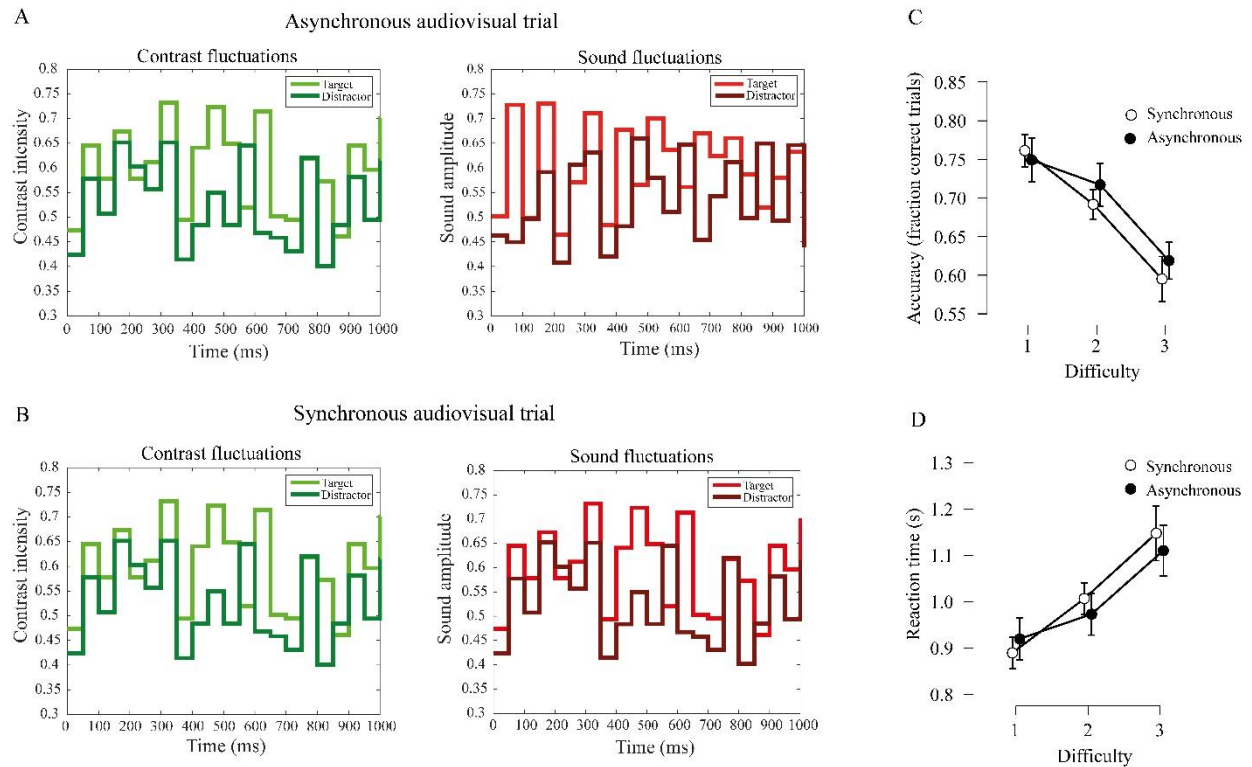 A
Asynchronous audiovisual trial
Contrast fluctuations
Contrast intensity
0.8
0.75
0.7
0.65
0.6
0.55
0.5
0.45
0.4
0.35
0.3
Target
Distractor
0 100 200 300 400 500 600 700 800 900 1000
Time (ms)
Sound fluctuations
Sound amplitude
0.8
0.75
0.7
0.65
0.6
0.55
0.5
0.45
0.4
0.35
0.3
Target
Distractor
0 100 200 300 400 500 600 700 800 900 1000
Time (ms)
B
Synchronous audiovisual trial
Contrast fluctuations
Contrast intensity
0.8
0.75
0.7
0.65
0.6
0.55
0.5
0.45
0.4
0.35
0.3
Target
Distractor
0 100 200 300 400 500 600 700 800 900 1000
Time (ms)
Sound fluctuations
Sound amplitude
0.8
0.75
0.7
0.65
0.6
0.55
0.5
0.45
0.4
0.35
0.3
Target
Distractor
0 100 200 300 400 500 600 700 800 900 1000
Time (ms)
C
Accuracy (fraction correct trials)
0.85
0.80
0.75
0.70
0.65
0.60
0.55
Synchronous
Asynchronous
1 2 3
Difficulty
D
Reaction time (s)
1.3
1.2
1.1
1.0
0.9
0.8
Synchronous
Asynchronous
1 2 3
Difficulty